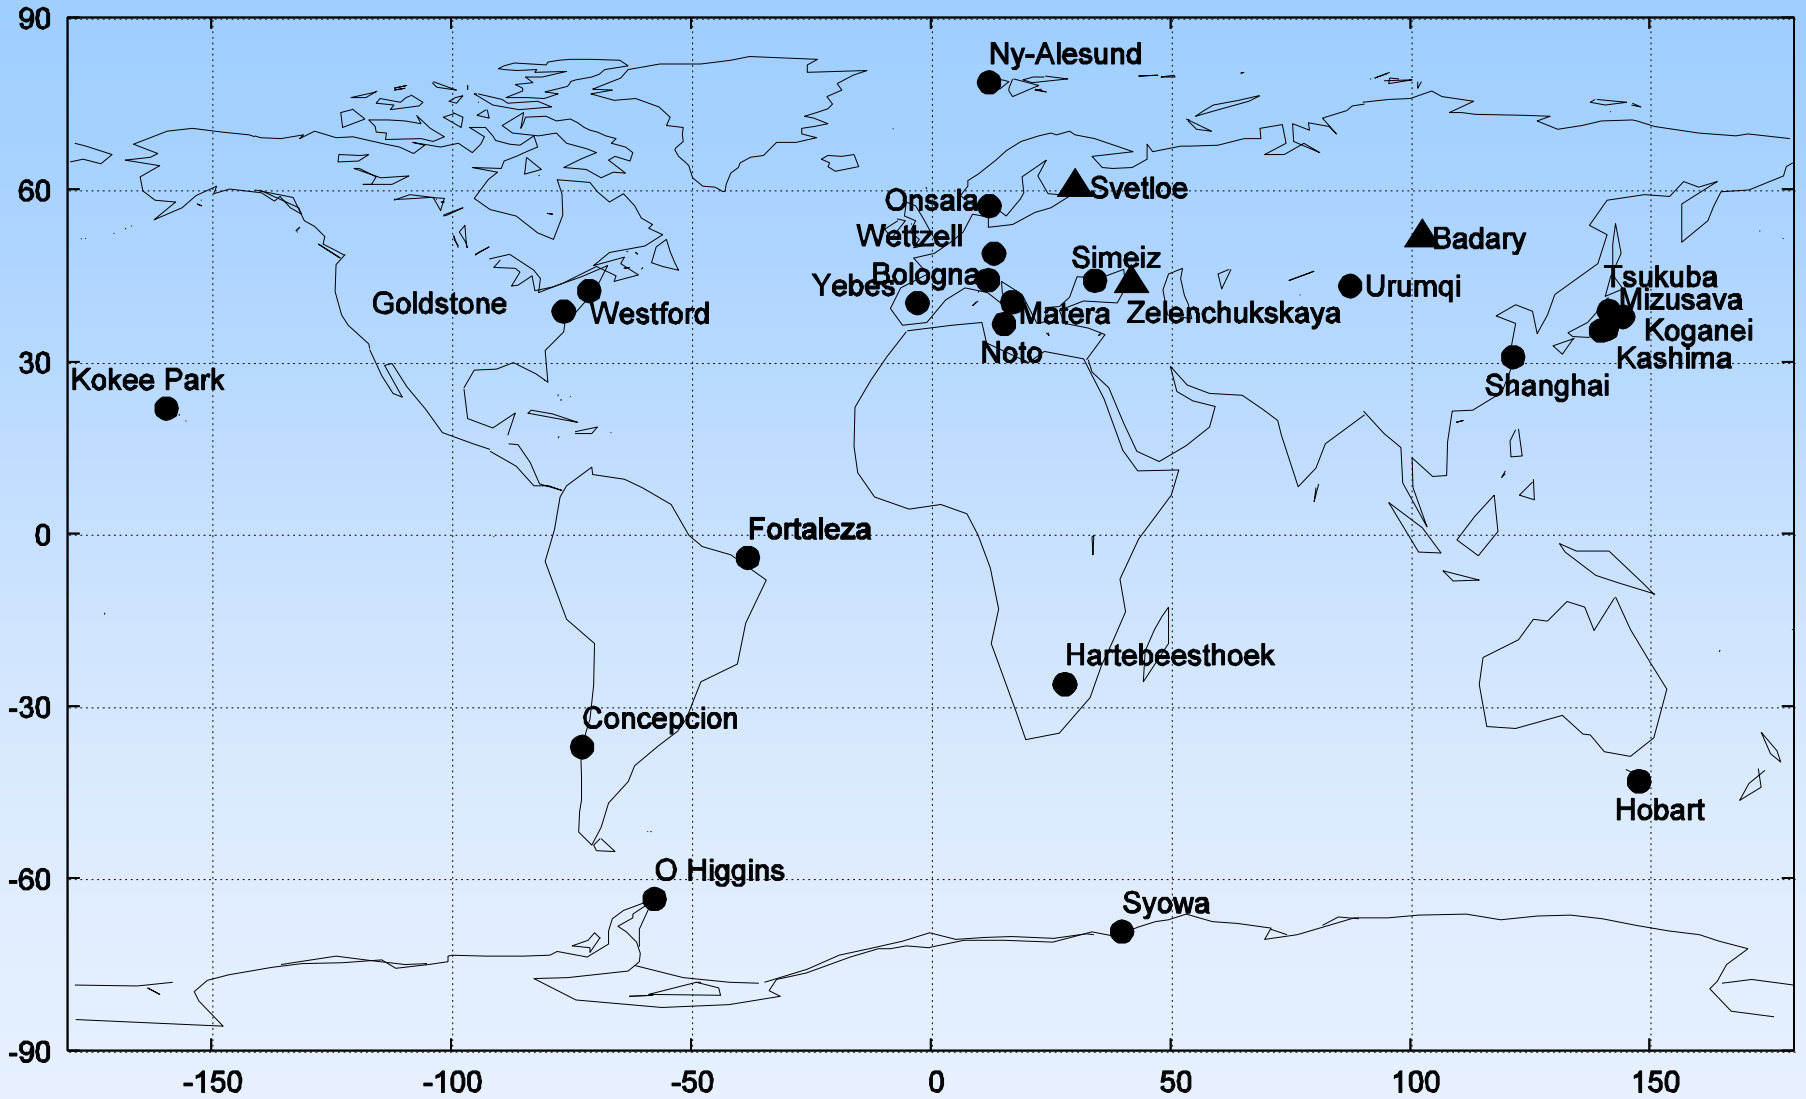 90
Ny-Alesund
60
Onsala
Svetloe
Wettzell
Badary
Simeiz
Bologna
Tsukuba
Yebes
Urumqi
Mizusava
Goldstone
Westford
Matera
Zelenchukskaya
Koganei
Noto
Kashima
30
Kokee Park
Shanghai
0
Fortaleza
Hartebeesthoek
-30
Concepcion
Hobart
-60
O Higgins
Syowa
-90
-150 -100 -50 0 50 100 150